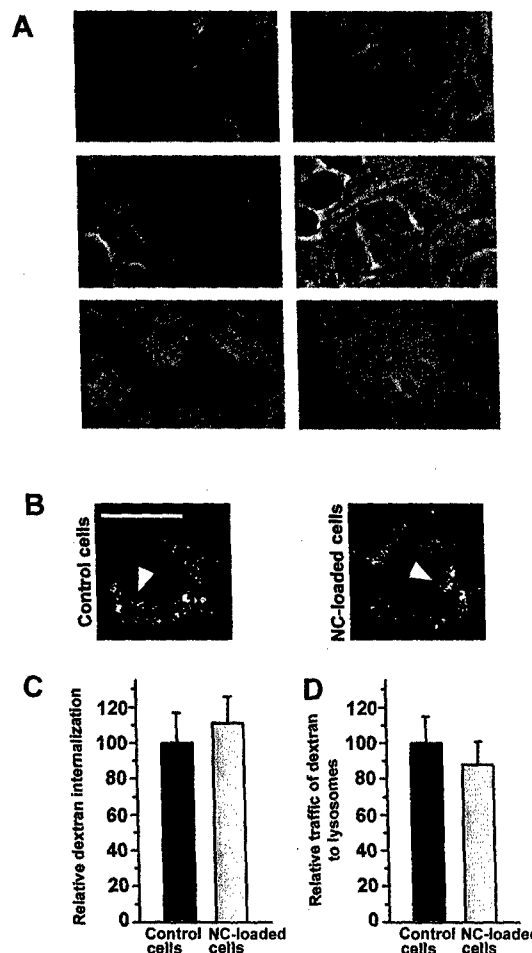 A
B
Control cells
NC-loaded cells
C
Relative dextran internalization
120
100
80
60
40
20
0
Control cells
NC-loaded cells
D
Relative traffic of dextran
to lysosomes
120
100
80
60
40
20
0
Control cells
NC-loaded cells